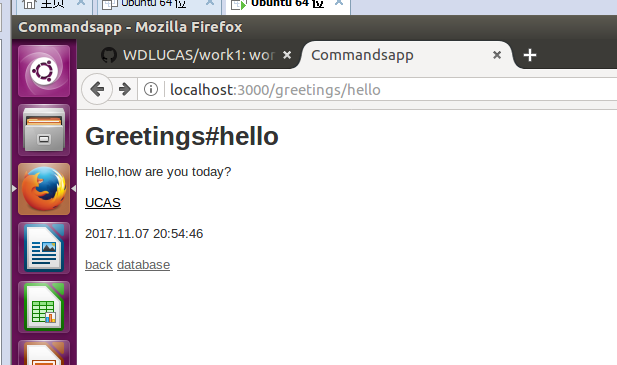 主页 Ubuntu 64 位 Ubuntu 64 位
Commandsapp - Mozilla Firefox
WDLUCAS/work1: wor Commandsapp
localhost:3000/greetings/hello
Greetings#hello
Hello,how are you today?
UCAS
2017.11.07 20:54:46
back database